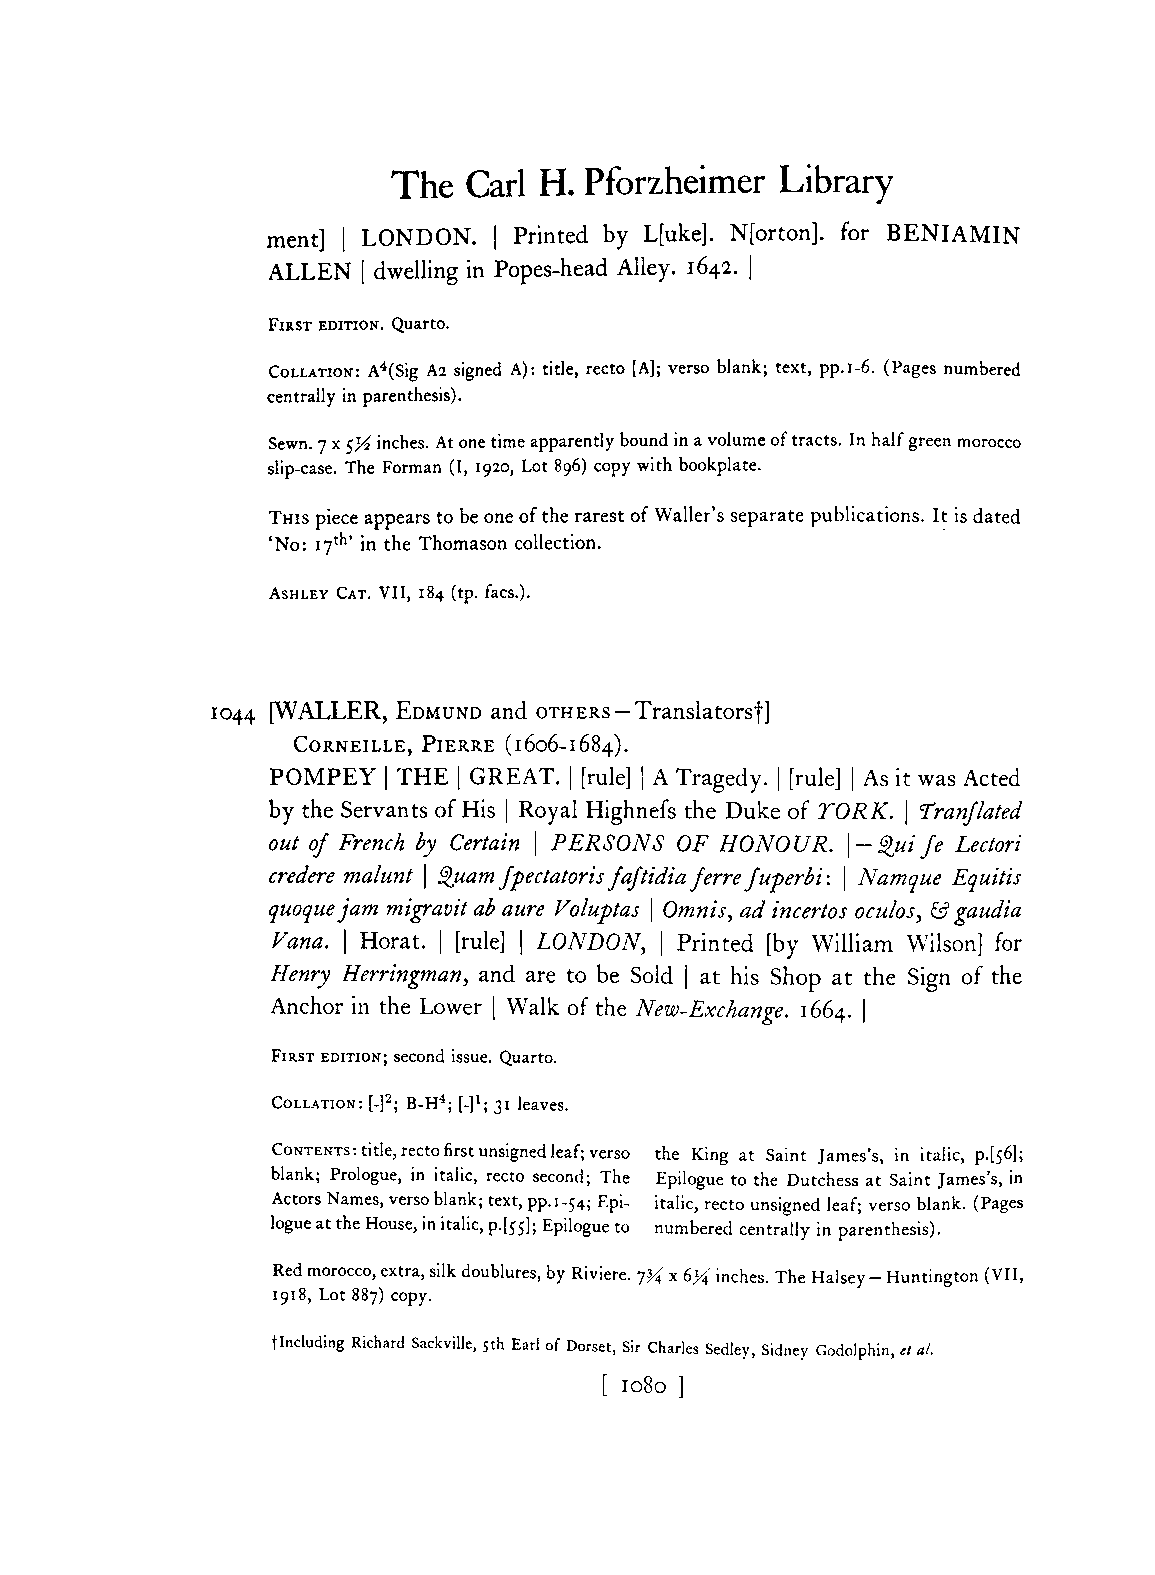 The Carl H. Pforzheimer Library
ment] | LONDON. | Printed by L[uke]. N[orton]. for BENIAMIN
ALLEN | dwelling in Popes-head Alley. 1642. |
FIRST EDITION. Quarto.
COLLATION: A⁴(Sig A2 signed A): title, recto [A]; verso blank; text, pp.1-6. (Pages numbered
centrally in parenthesis).
Sewn. 7 x 5½ inches. At one time apparently bound in a volume of tracts. In half green morocco
slip-case. The Forman (I, 1920, Lot 896) copy with bookplate.
THIS piece appears to be one of the rarest of Waller's separate publications. It is dated
‘No: 17ᵗʰ’ in the Thomason collection.
ASHLEY CAT. VII, 184 (tp. facs.).
1044 [WALLER, EDMUND and OTHERS—Translators†]
CORNEILLE, PIERRE (1606-1684).
POMPEY | THE | GREAT. | [rule] | A Tragedy. | [rule] | As it was Acted
by the Servants of His | Royal Highneſs the Duke of YORK. | Tranſlated
out of French by Certain | PERSONS OF HONOUR. |—Qui ſe Lectori
credere malunt | Quam ſpectatoris faſtidia ferre ſuperbi: | Namque Equitis
quoque jam migravit ab aure Voluptas | Omnis, ad incertos oculos, & gaudia
Vana. | Horat. | [rule] | LONDON, | Printed [by William Wilson] for
Henry Herringman, and are to be Sold | at his Shop at the Sign of the
Anchor in the Lower | Walk of the New-Exchange. 1664. |
FIRST EDITION; second issue. Quarto.
COLLATION: [-]²; B-H⁴; [-]¹; 31 leaves.
CONTENTS: title, recto first unsigned leaf; verso
blank; Prologue, in italic, recto second; The
Actors Names, verso blank; text, pp.1-54; Epi-
logue at the House, in italic, p.[55]; Epilogue to
the King at Saint James's, in italic, p.[56];
Epilogue to the Dutchess at Saint James's, in
italic, recto unsigned leaf; verso blank. (Pages
numbered centrally in parenthesis).
Red morocco, extra, silk doublures, by Riviere. 7¾ x 6¼ inches. The Halsey—Huntington (VII,
1918, Lot 887) copy.
†Including Richard Sackville, 5th Earl of Dorset, Sir Charles Sedley, Sidney Godolphin, et al.
[ 1080 ]